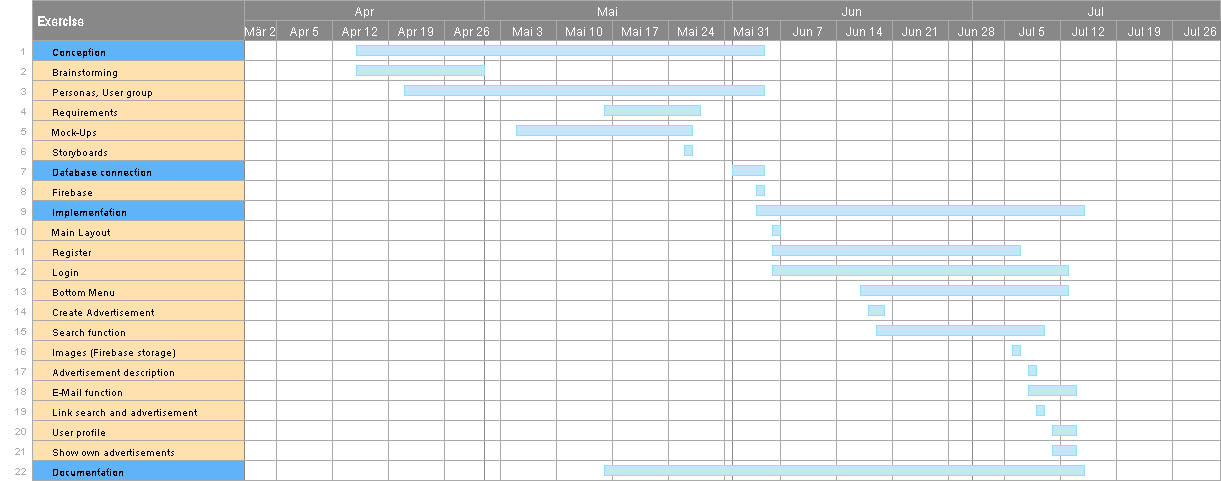 Exercise
Apr Mai Jun Jul
Mär 2 Apr 5 Apr 12 Apr 19 Apr 26 Mai 3 Mai 10 Mai 17 Mai 24 Mai 31 Jun 7 Jun 14 Jun 21 Jun 28 Jul 5 Jul 12 Jul 19 Jul 26
1 Conception
2 Brainstorming
3 Personas, User group
4 Requirements
5 Mock-Ups
6 Storyboards
7 Database connection
8 Firebase
9 Implementation
10 Main Layout
11 Register
12 Login
13 Bottom Menu
14 Create Advertisement
15 Search function
16 Images (Firebase storage)
17 Advertisement description
18 E-Mail function
19 Link search and advertisement
20 User profile
21 Show own advertisements
22 Documentation